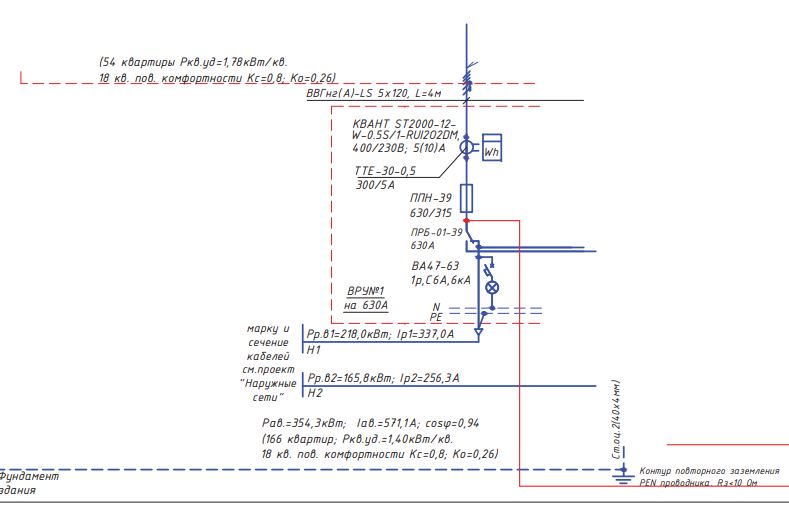 (54 квартиры Ркв.уд=1,78кВт/кв.
18 кв. пов. комфортности Кс=0,8; Ко=0,26)
ВВГнг(А)-LS 5х120, L=4м
КВАНТ ST2000-12-
W-0.5S/1-RUI2O2DM,
400/230В; 5(10)А
Wh
ТТЕ-30-0,5
300/5А
ППН-39
630/315
ПРБ-01-39
630А
ВА47-63
1р,С6А,6кА
ВРУ№1
на 630А
N
PE
марку и
сечение
кабелей
см.проект
"Наружные
сети"
Рр.в1=218,0кВт; Iр1=337,0А
Н1
Рр.в2=165,8кВт; Iр2=256,3А
Н2
Рав.=354,3кВт; Iав.=571,1А; cosφ=0,94
(166 квартир; Ркв.уд.=1,40кВт/кв.
18 кв. пов. комфортности Кс=0,8; Ко=0,26)
Ст.оц.2(40х4мм)
Фундамент
здания
Контур повторного заземления
PEN проводника. Rз<10 Ом